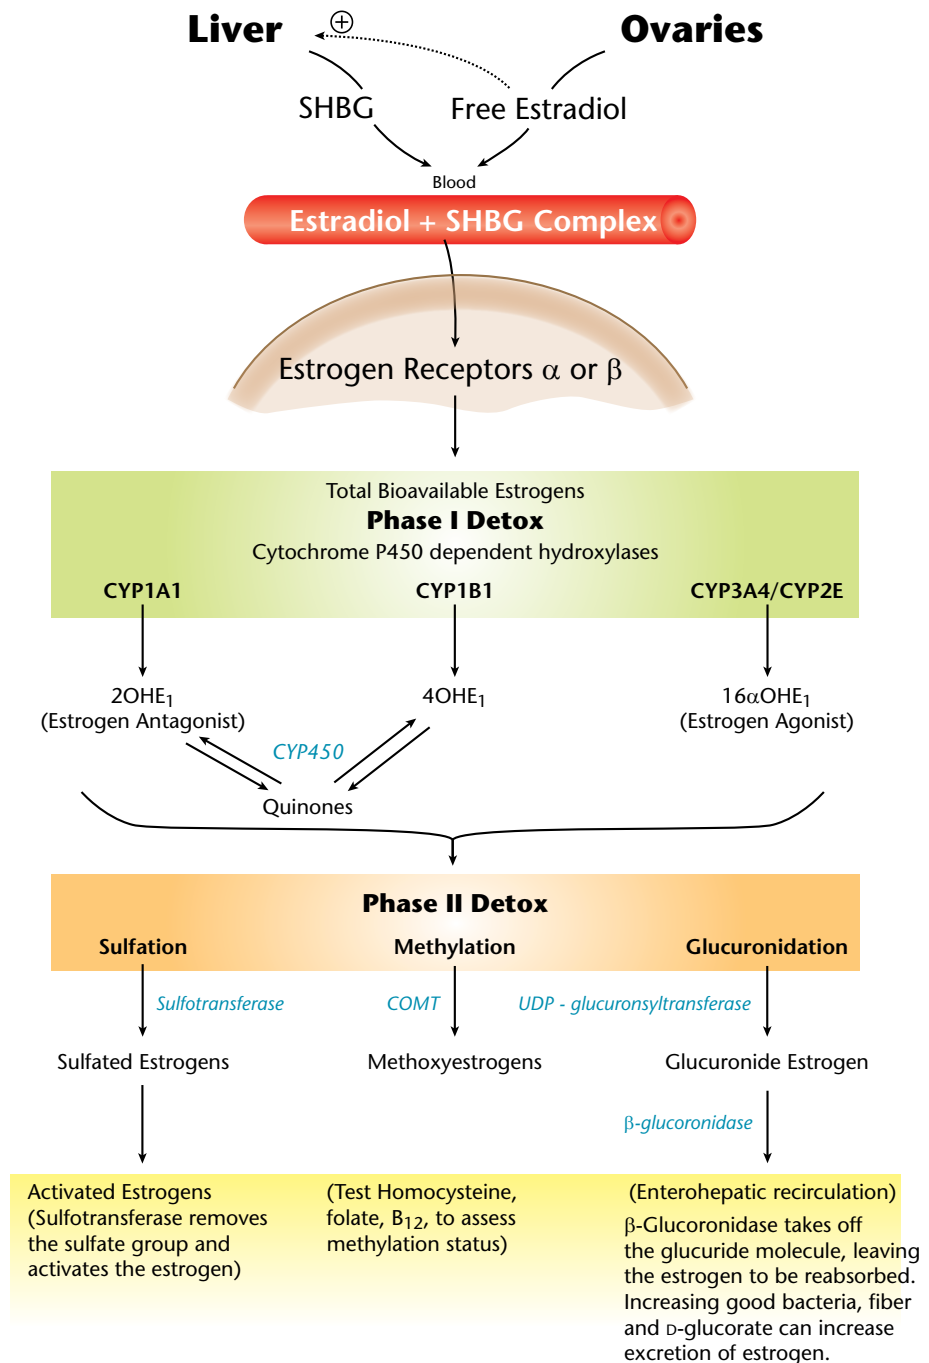 Liver
⊕
Ovaries
SHBG
Free Estradiol
Blood
Estradiol + SHBG Complex
Estrogen Receptors α or β
Total Bioavailable Estrogens
Phase I Detox
Cytochrome P450 dependent hydroxylases
CYP1A1
CYP1B1
CYP3A4/CYP2E
2OHE₁
(Estrogen Antagonist)
4OHE₁
16αOHE₁
(Estrogen Agonist)
CYP450
Quinones
Phase II Detox
Sulfation
Methylation
Glucuronidation
Sulfotransferase
COMT
UDP - glucuronsyltransferase
Sulfated Estrogens
Methoxyestrogens
Glucuronide Estrogen
β-glucoronidase
Activated Estrogens
(Sulfotransferase removes
the sulfate group and
activates the estrogen)
(Test Homocysteine,
folate, B₁₂, to assess
methylation status)
(Enterohepatic recirculation)
β-Glucoronidase takes off
the glucuride molecule, leaving
the estrogen to be reabsorbed.
Increasing good bacteria, fiber
and D-glucorate can increase
excretion of estrogen.